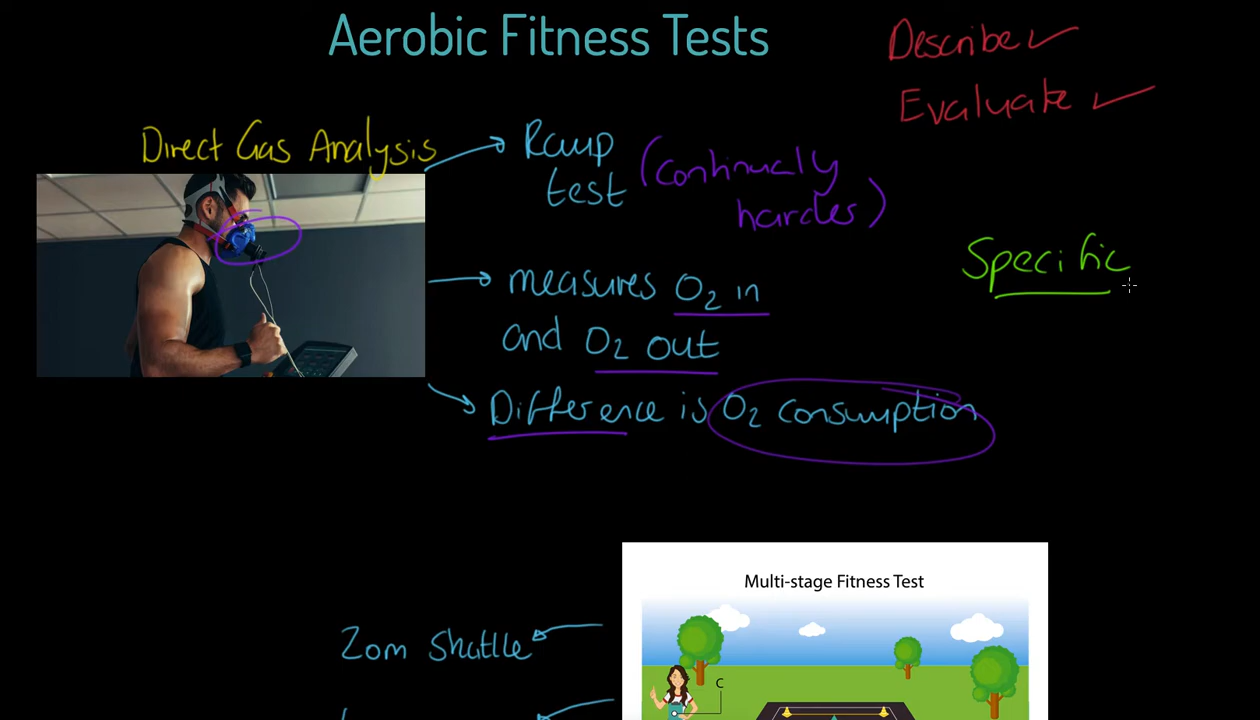 Aerobic Fitness Tests
Describe ✓
Evaluate ✓
Direct Gas Analysis
Ramp
test
(continually
harder)
Specific
measures O₂ in
and O₂ out
Difference is O₂ consumption
Multi-stage Fitness Test
20m Shuttle
C